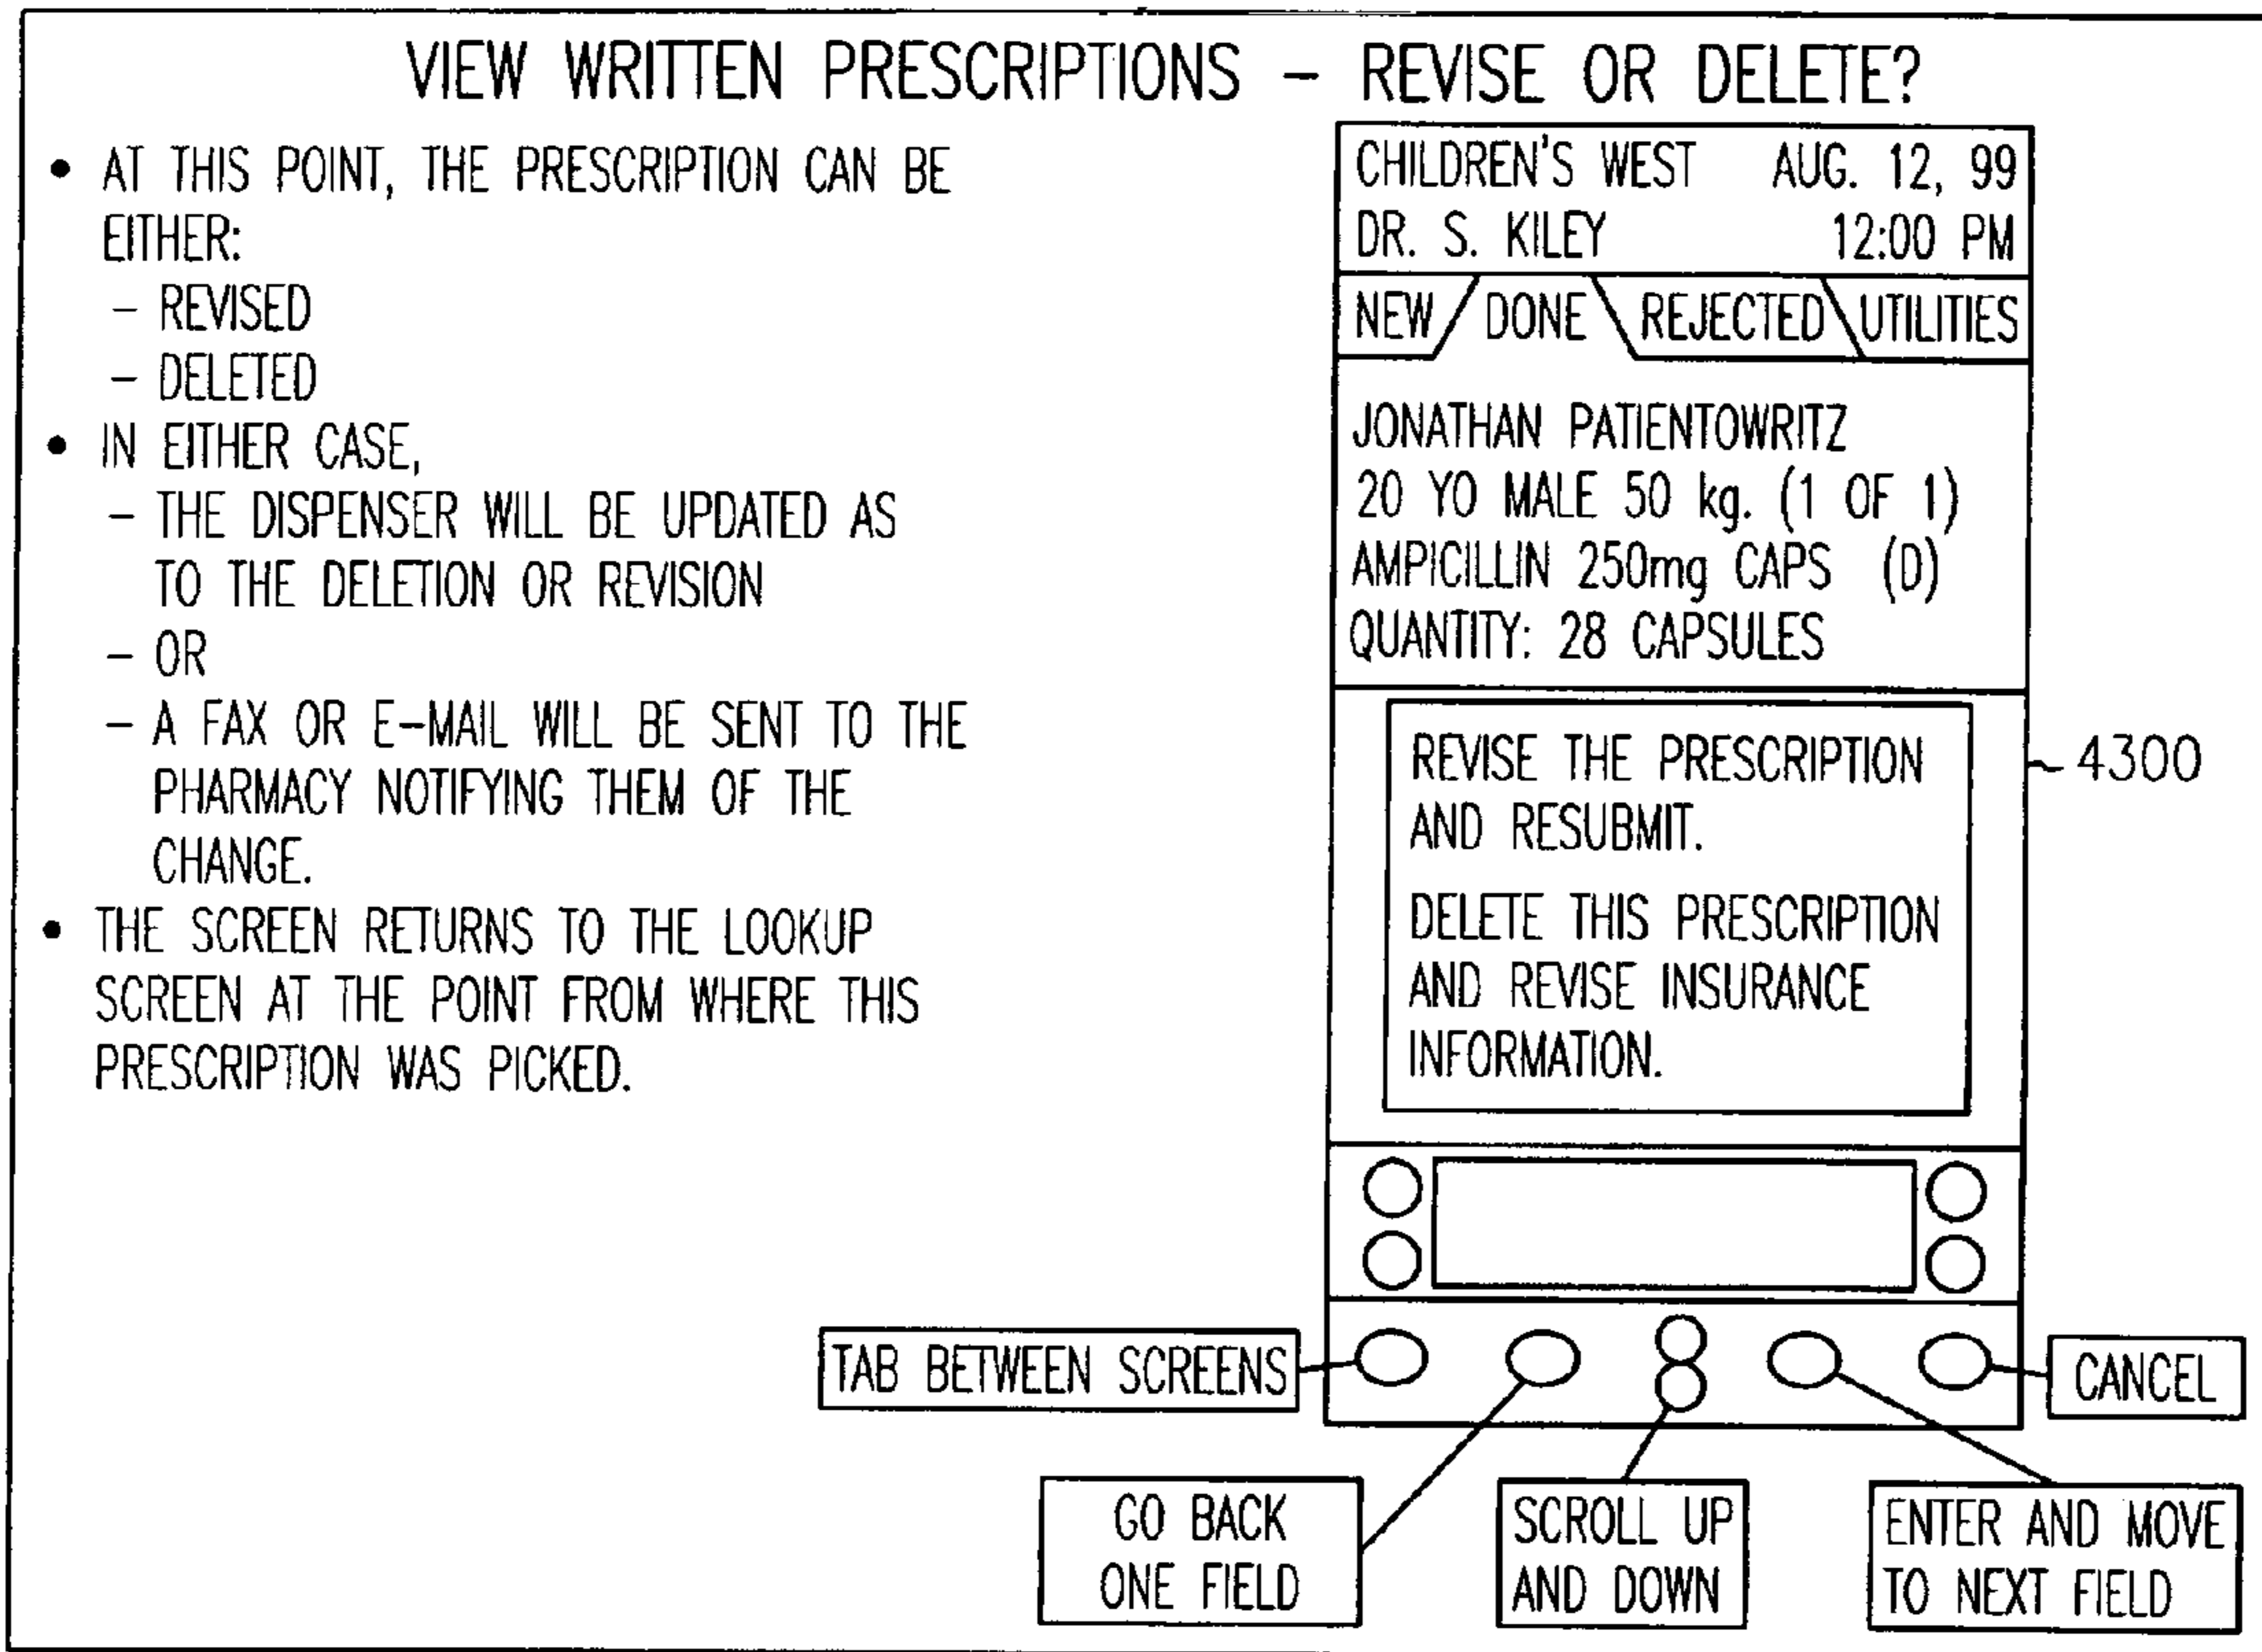 VIEW WRITTEN PRESCRIPTIONS – REVISE OR DELETE?
• AT THIS POINT, THE PRESCRIPTION CAN BE
EITHER:
– REVISED
– DELETED
• IN EITHER CASE,
– THE DISPENSER WILL BE UPDATED AS
TO THE DELETION OR REVISION
– OR
– A FAX OR E–MAIL WILL BE SENT TO THE
PHARMACY NOTIFYING THEM OF THE
CHANGE.
• THE SCREEN RETURNS TO THE LOOKUP
SCREEN AT THE POINT FROM WHERE THIS
PRESCRIPTION WAS PICKED.
CHILDREN'S WEST AUG. 12, 99
DR. S. KILEY 12:00 PM
NEW DONE REJECTED UTILITIES
JONATHAN PATIENTOWRITZ
20 YO MALE 50 kg. (1 OF 1)
AMPICILLIN 250mg CAPS (D)
QUANTITY: 28 CAPSULES
REVISE THE PRESCRIPTION
AND RESUBMIT.
DELETE THIS PRESCRIPTION
AND REVISE INSURANCE
INFORMATION.
4300
TAB BETWEEN SCREENS
CANCEL
GO BACK
ONE FIELD
SCROLL UP
AND DOWN
ENTER AND MOVE
TO NEXT FIELD